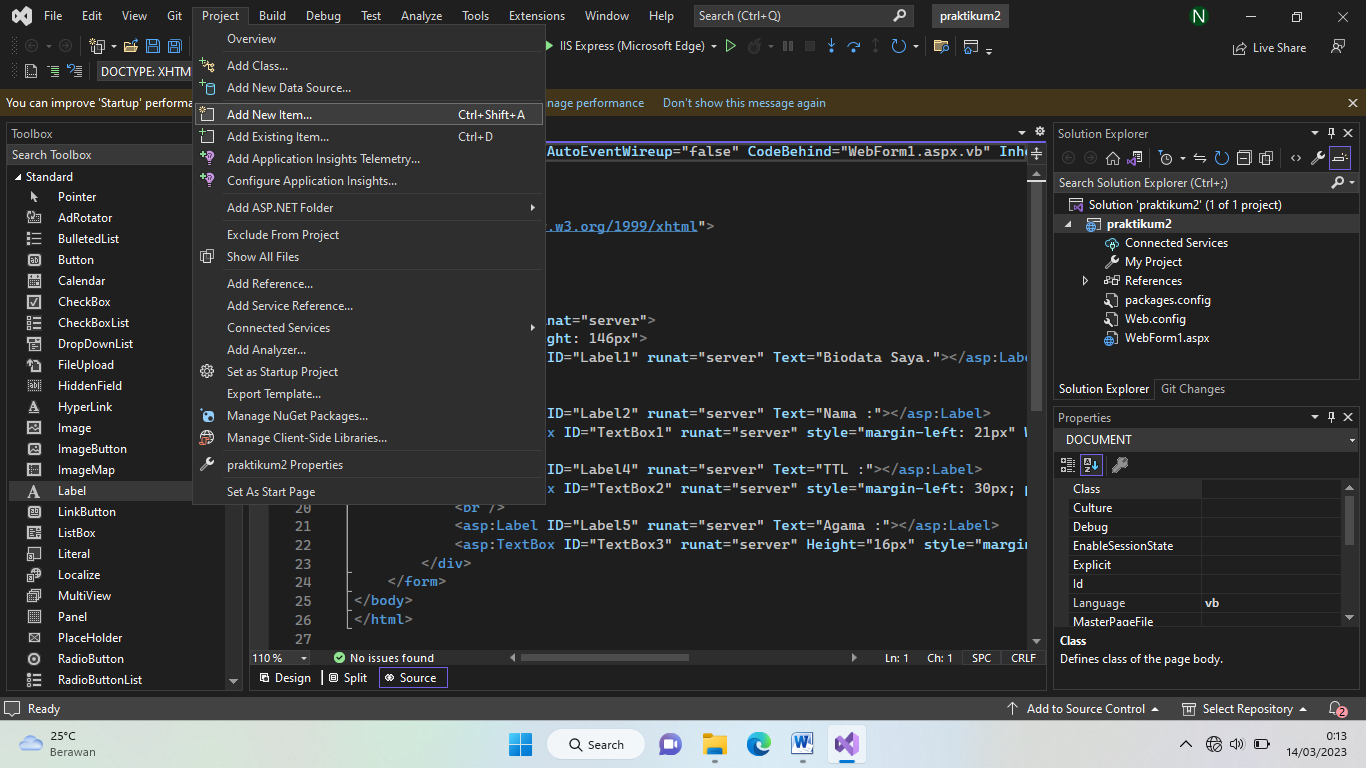 File Edit View Git Project Build Debug Test Analyze Tools Extensions Window Help Search (Ctrl+Q) praktikum2 N
IIS Express (Microsoft Edge) Live Share
DOCTYPE: XHTM
You can improve 'Startup' performa nage performance Don't show this message again
Overview
Add Class...
Add New Data Source...
Add New Item... Ctrl+Shift+A
Add Existing Item... Ctrl+D
Add Application Insights Telemetry...
Configure Application Insights...
Add ASP.NET Folder
Exclude From Project
Show All Files
Add Reference...
Add Service Reference...
Connected Services
Add Analyzer...
Set as Startup Project
Export Template...
Manage NuGet Packages...
Manage Client-Side Libraries...
praktikum2 Properties
Set As Start Page
Toolbox
Search Toolbox
Standard
Pointer
AdRotator
BulletedList
Button
Calendar
CheckBox
CheckBoxList
DropDownList
FileUpload
HiddenField
HyperLink
Image
ImageButton
ImageMap
Label
LinkButton
ListBox
Literal
Localize
MultiView
Panel
PlaceHolder
RadioButton
RadioButtonList
AutoEventWireup="false" CodeBehind="WebForm1.aspx.vb" Inhe
.w3.org/1999/xhtml">
nat="server">
ght: 146px">
ID="Label1" runat="server" Text="Biodata Saya."></asp:Labe
ID="Label2" runat="server" Text="Nama :"></asp:Label>
x ID="TextBox1" runat="server" style="margin-left: 21px" W
ID="Label4" runat="server" Text="TTL :"></asp:Label>
x ID="TextBox2" runat="server" style="margin-left: 30px; p
20 <br />
21 <asp:Label ID="Label5" runat="server" Text="Agama :"></asp:Label>
22 <asp:TextBox ID="TextBox3" runat="server" Height="16px" style="margin
23 </div>
24 </form>
25 </body>
26 </html>
27
110 % No issues found Ln: 1 Ch: 1 SPC CRLF
Design Split Source
Solution Explorer
Search Solution Explorer (Ctrl+;)
Solution 'praktikum2' (1 of 1 project)
praktikum2
Connected Services
My Project
References
packages.config
Web.config
WebForm1.aspx
Solution Explorer Git Changes
Properties
DOCUMENT
Class
Culture
Debug
EnableSessionState
Explicit
Id
Language vb
MasterPageFile
Class
Defines class of the page body.
Ready Add to Source Control Select Repository 2
25°C
Berawan
Search
0:13
14/03/2023